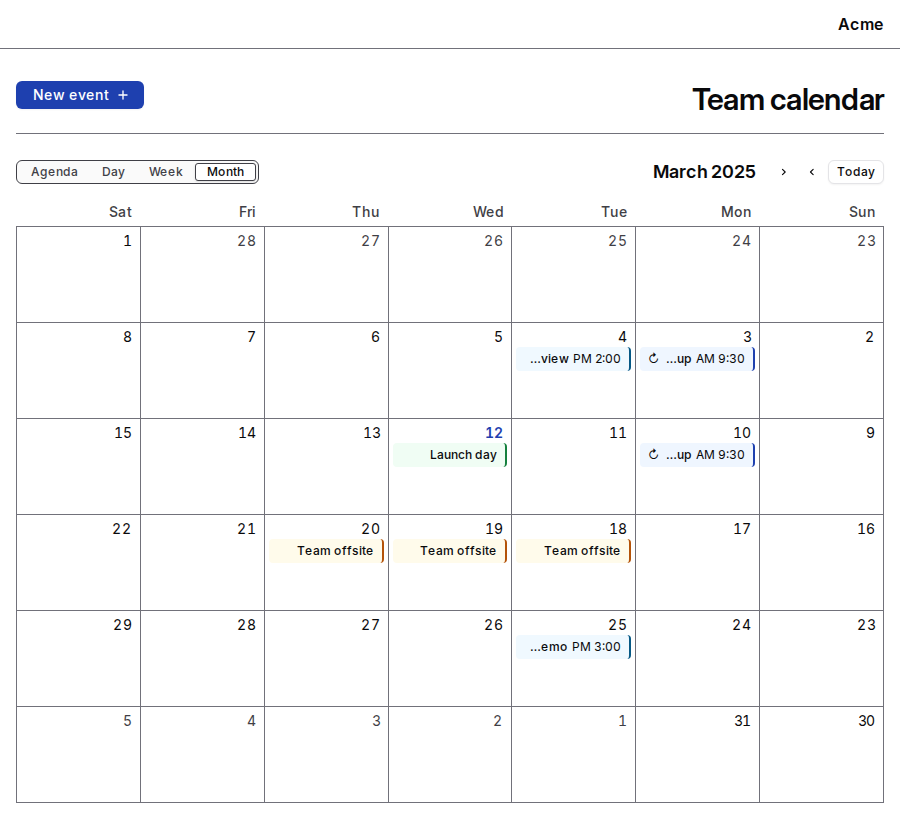 Acme
Team calendar
New event +
Today
March 2025
Agenda Day Week Month
Sun Mon Tue Wed Thu Fri Sat
23 24 25 26 27 28 1
2 3 4 5 6 7 8
...up AM 9:30
...view PM 2:00
9 10 11 12 13 14 15
...up AM 9:30
Launch day
16 17 18 19 20 21 22
Team offsite
Team offsite
Team offsite
23 24 25 26 27 28 29
...emo PM 3:00
30 31 1 2 3 4 5